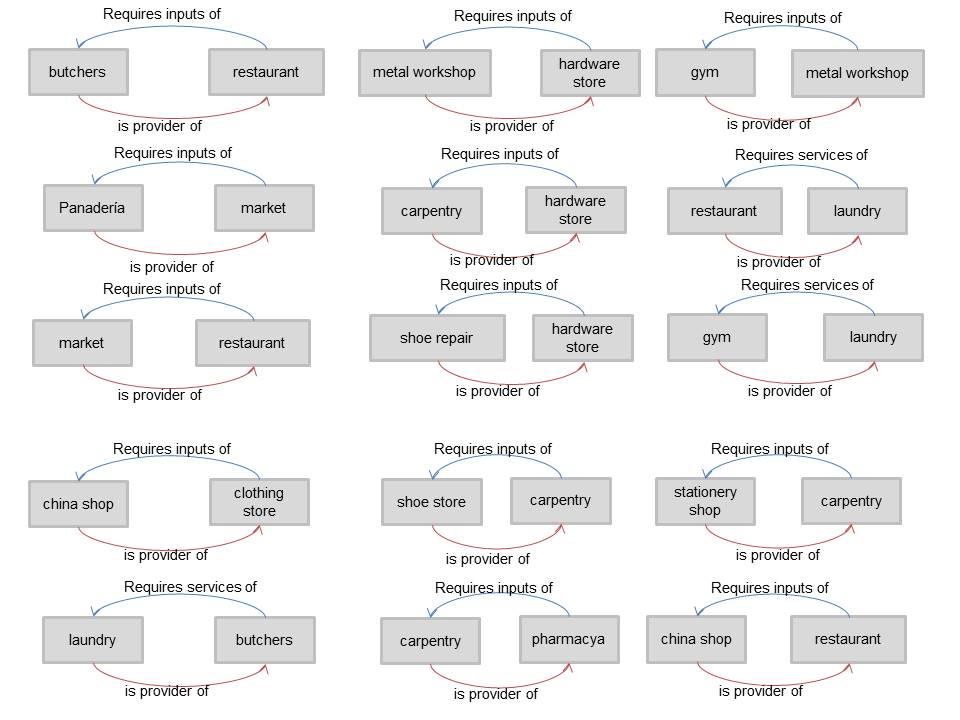 Requires inputs of
butchers
restaurant
is provider of
Requires inputs of
metal workshop
hardware
store
is provider of
Requires inputs of
gym
metal workshop
is provider of
Requires inputs of
Panadería
market
is provider of
Requires inputs of
carpentry
hardware
store
is provider of
Requires services of
restaurant
laundry
is provider of
Requires inputs of
market
restaurant
is provider of
Requires inputs of
shoe repair
hardware
store
is provider of
Requires services of
gym
laundry
is provider of
Requires inputs of
china shop
clothing
store
is provider of
Requires inputs of
shoe store
carpentry
is provider of
Requires inputs of
stationery
shop
carpentry
is provider of
Requires services of
laundry
butchers
is provider of
Requires inputs of
carpentry
pharmacya
is provider of
Requires inputs of
china shop
restaurant
is provider of